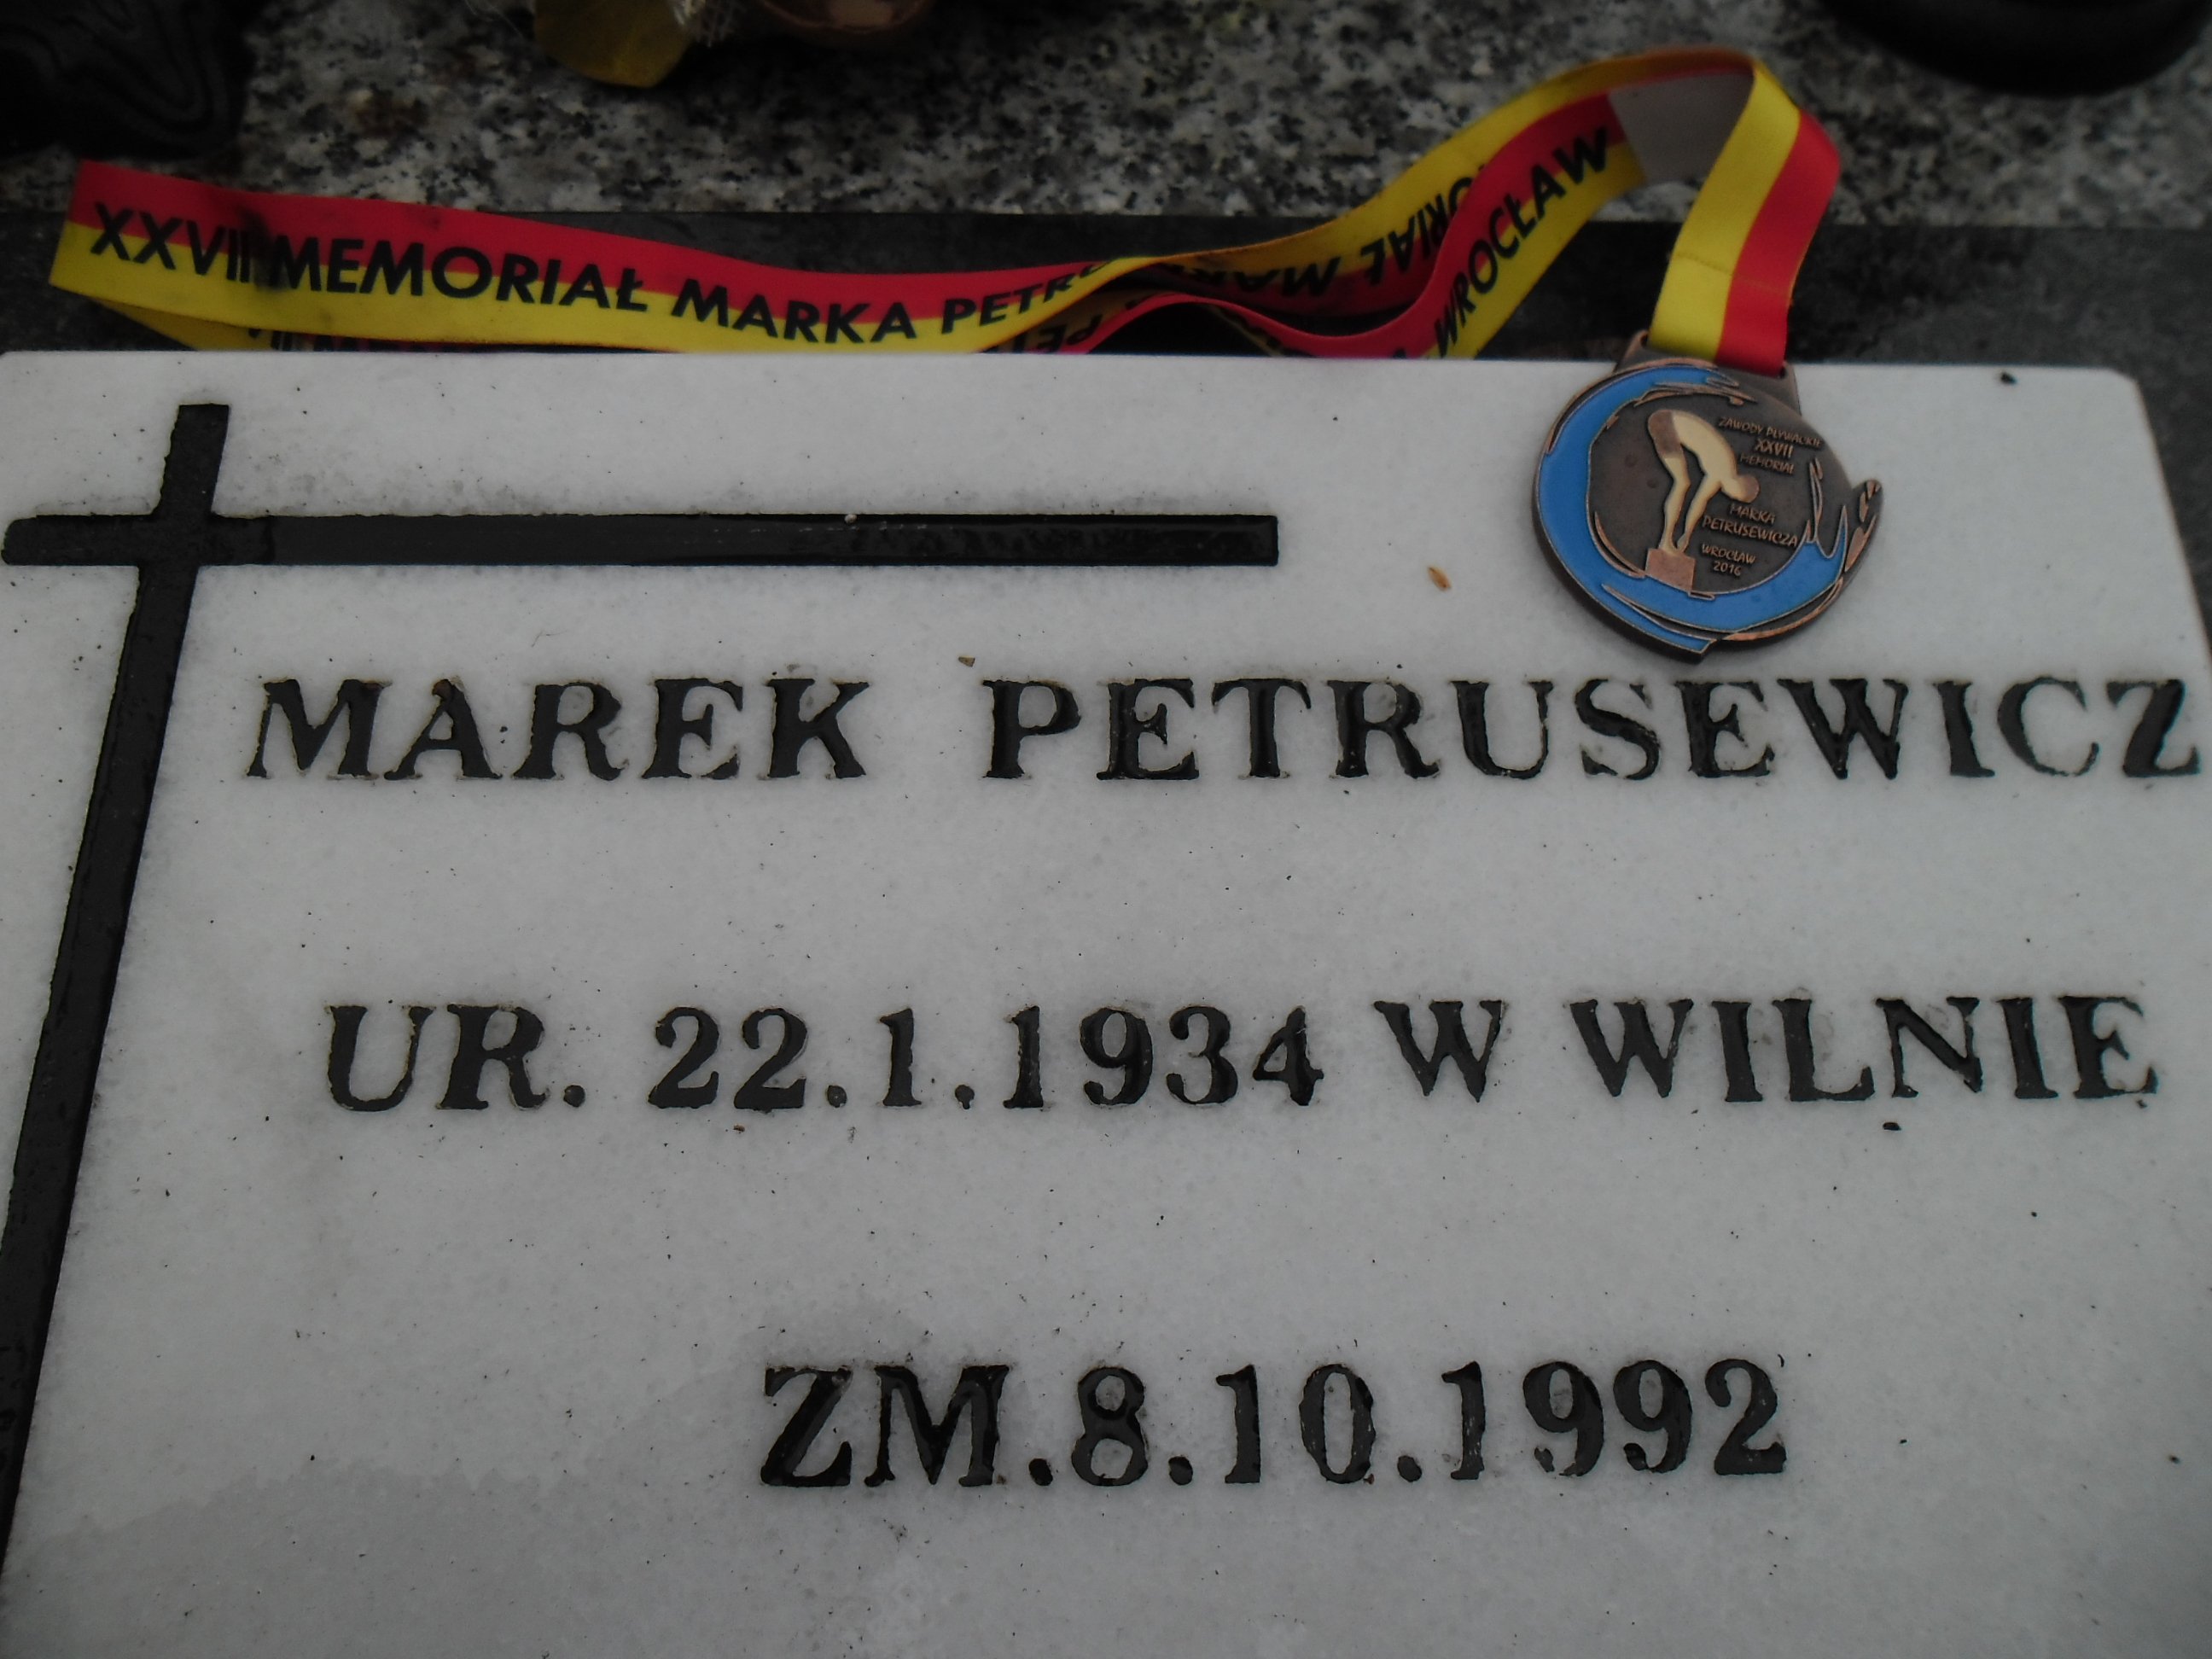 XXVII MEMORIAŁ MARKA
WROCŁAW
ZAWODY PŁYWACKIE
XXVII
MEMORIAŁ
MARKA
PETRUSEWICZA
WROCŁAW
2016
MAREK PETRUSEWICZ
UR. 22.1.1934 W WILNIE
ZM.8.10.1992